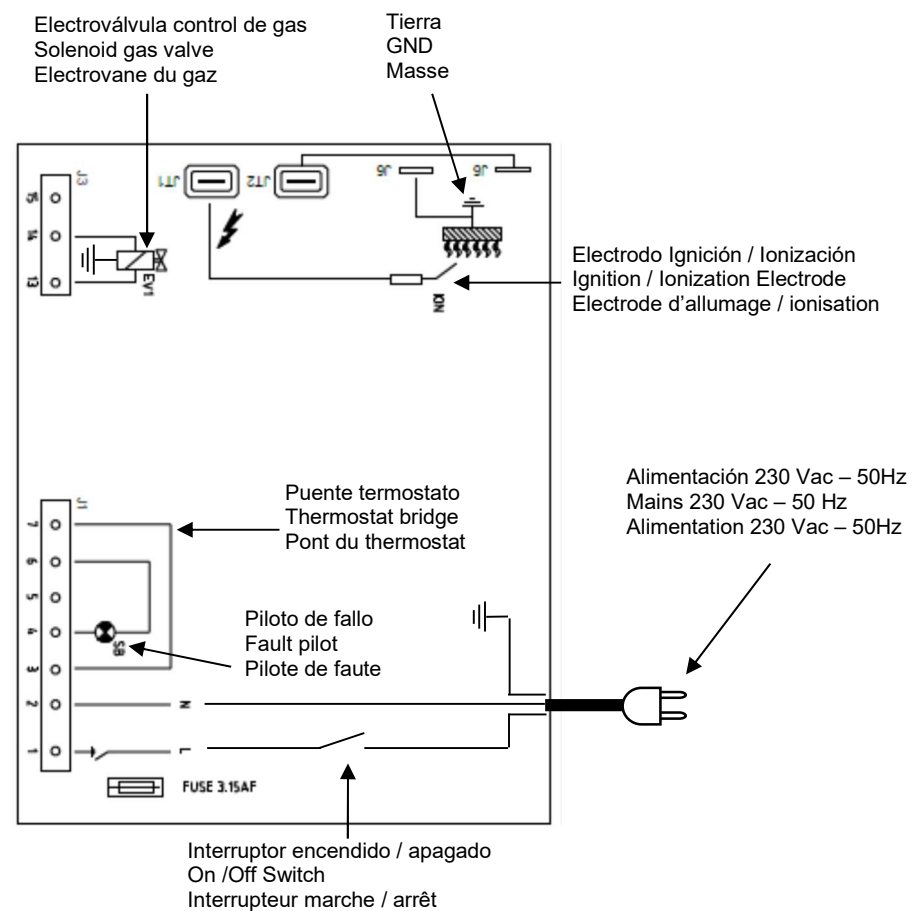 Electroválvula control de gas
Solenoid gas valve
Electrovane du gaz
Tierra
GND
Masse
J3
15
14
13
EV1
JT1
JT2
J6
J6
KIN
Electrodo Ignición / Ionización
Ignition / Ionization Electrode
Electrode d’allumage / ionisation
Alimentación 230 Vac – 50Hz
Mains 230 Vac – 50 Hz
Alimentation 230 Vac – 50Hz
J1
7
6
5
4
3
2
1
Puente termostato
Thermostat bridge
Pont du thermostat
SB
Piloto de fallo
Fault pilot
Pilote de faute
N
L
FUSE 3.15AF
Interruptor encendido / apagado
On /Off Switch
Interrupteur marche / arrêt